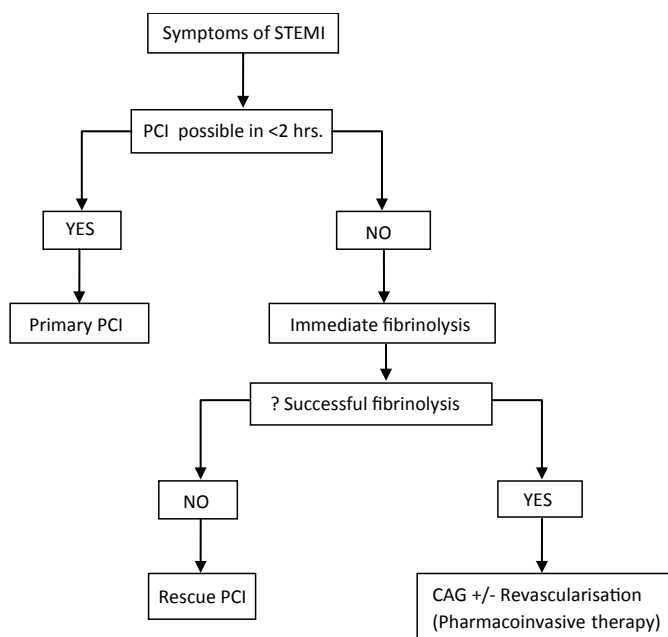 Symptoms of STEMI
PCI possible in <2 hrs.
YES
NO
Primary PCI
Immediate fibrinolysis
? Successful fibrinolysis
NO
YES
Rescue PCI
CAG +/- Revascularisation
(Pharmacoinvasive therapy)